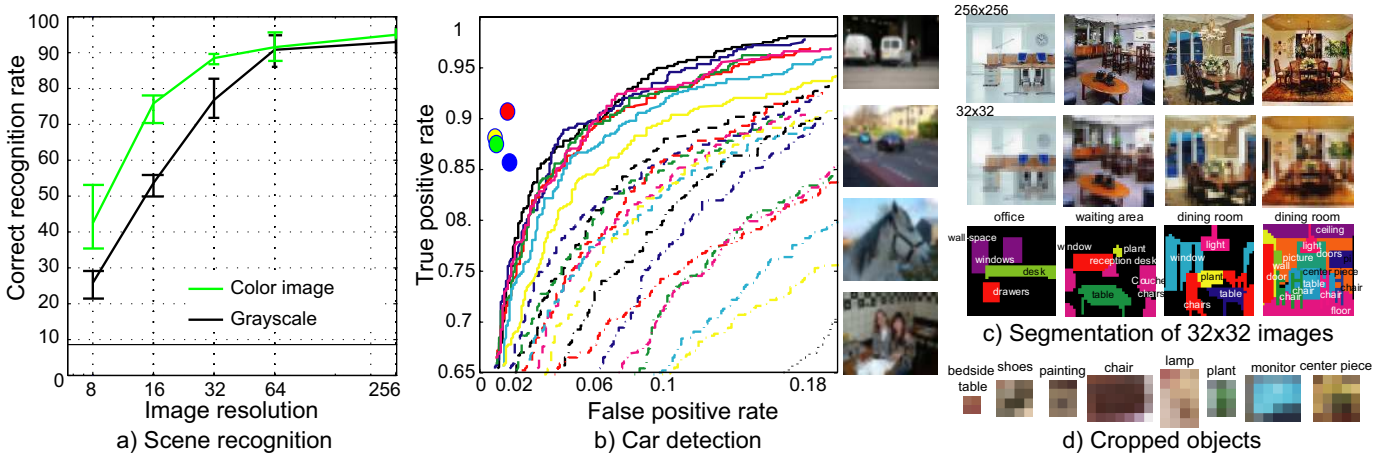 100
90
80
70
60
50
40
30
20
10
0
8
16
32
64
256
Correct recognition rate
Image resolution
Color image
Grayscale
a) Scene recognition
1
0.95
0.9
0.85
0.8
0.75
0.7
0.65
0
0.02
0.06
0.1
0.18
True positive rate
False positive rate
b) Car detection
256x256
32x32
office
waiting area
dining room
dining room
wall-space
windows
desk
drawers
window
plant
reception desk
table
chairs
light
window
plant
table
chairs
ceiling
light
doors
picture
wall
door
center piece
table
chair
chair
chair
chair
floor
c) Segmentation of 32x32 images
bedside
table
shoes
painting
chair
lamp
plant
monitor
center piece
d) Cropped objects